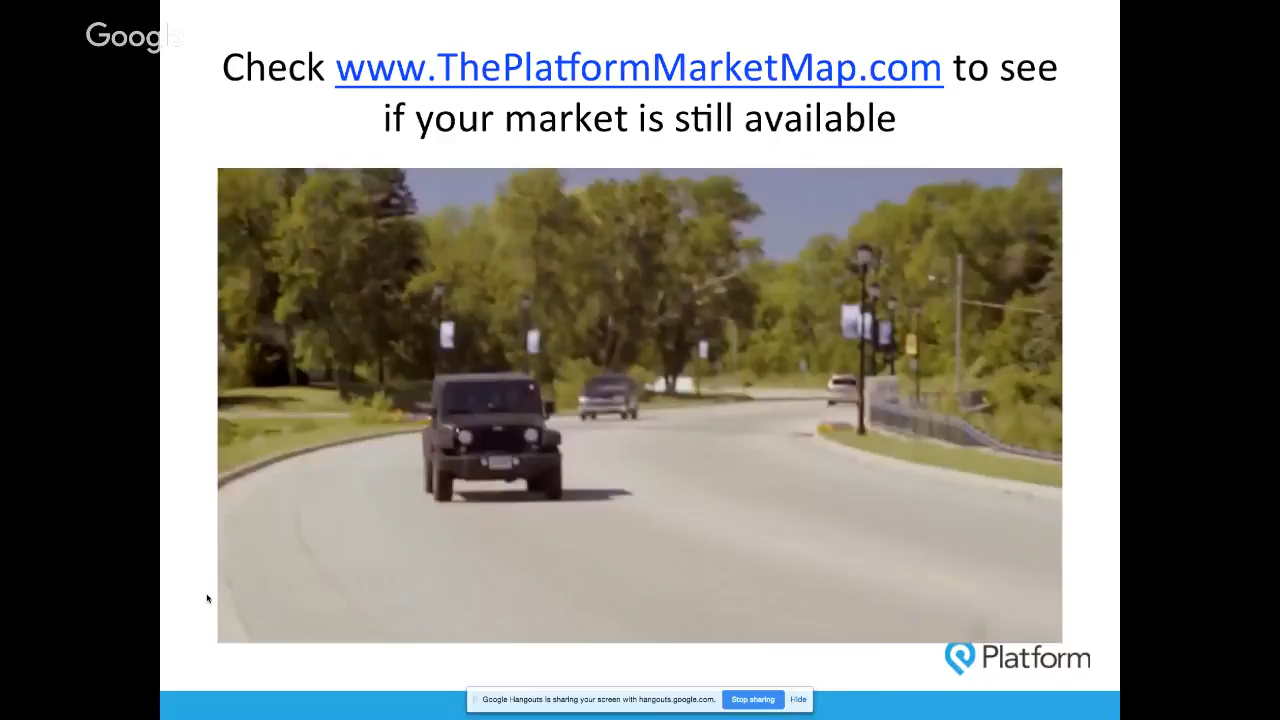 Google
Check www.ThePlatformMarketMap.com to see
if your market is still available
Platform
Google Hangouts is sharing your screen with hangouts.google.com.
Stop sharing
Hide